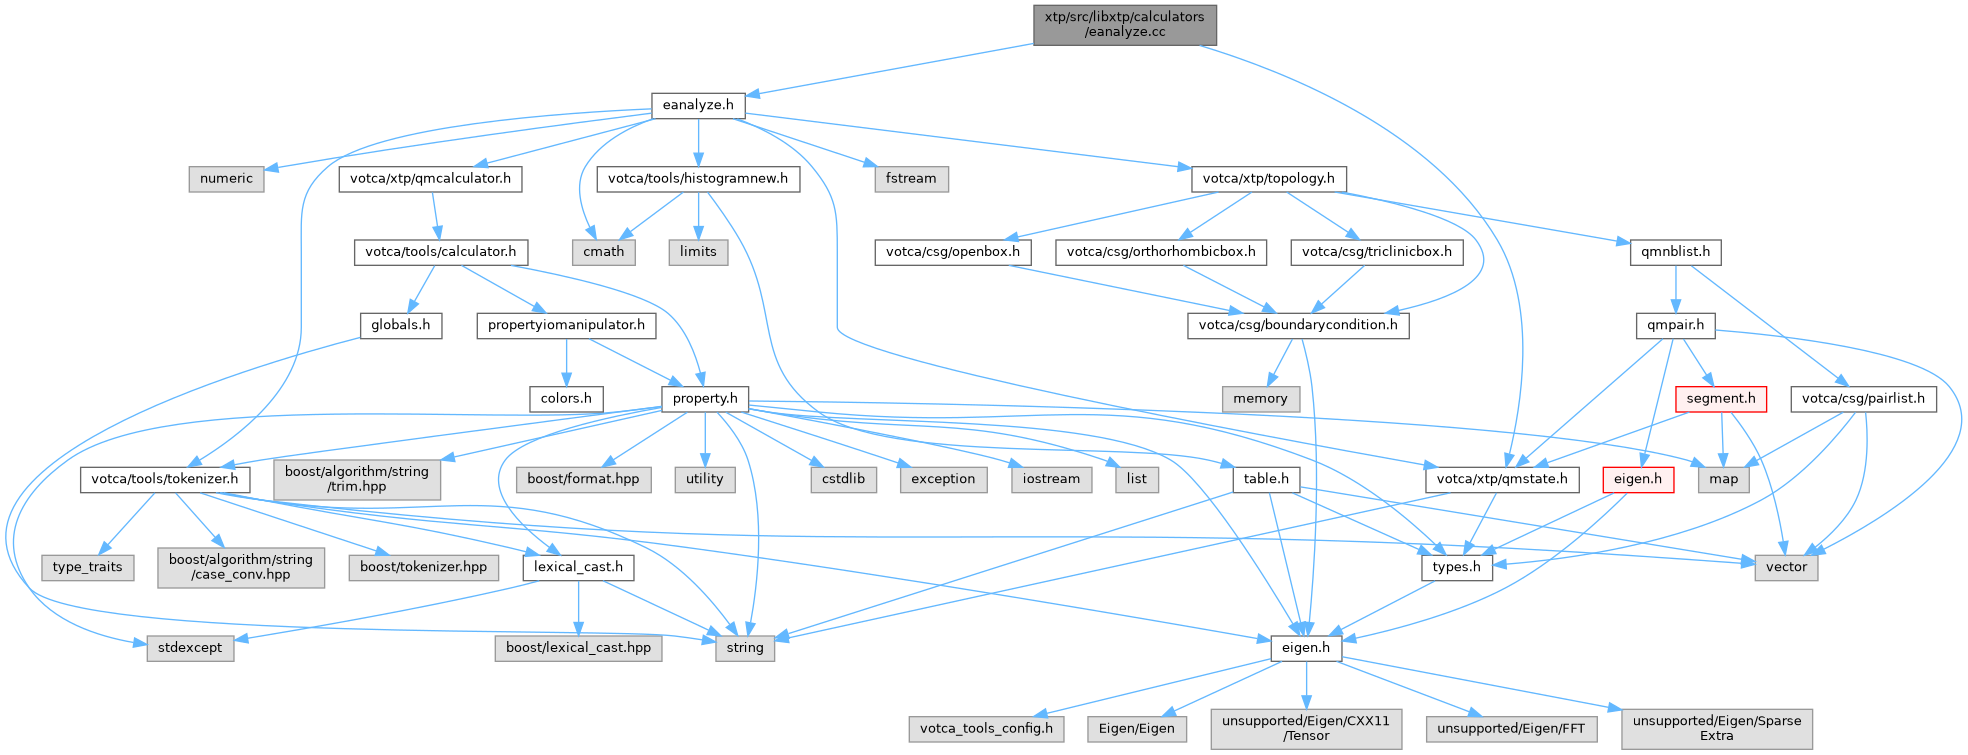 xtp/src/libxtp/calculators
/eanalyze.cc
eanalyze.h
numeric
votca/xtp/qmcalculator.h
votca/tools/histogramnew.h
fstream
votca/xtp/topology.h
votca/tools/calculator.h
cmath
limits
votca/csg/openbox.h
votca/csg/orthorhombicbox.h
votca/csg/triclinicbox.h
qmnblist.h
globals.h
propertyiomanipulator.h
votca/csg/boundarycondition.h
qmpair.h
colors.h
property.h
memory
segment.h
votca/csg/pairlist.h
votca/tools/tokenizer.h
boost/algorithm/string
/trim.hpp
boost/format.hpp
utility
cstdlib
exception
iostream
list
table.h
votca/xtp/qmstate.h
eigen.h
map
type_traits
boost/algorithm/string
/case_conv.hpp
boost/tokenizer.hpp
lexical_cast.h
types.h
vector
stdexcept
boost/lexical_cast.hpp
string
eigen.h
votca_tools_config.h
Eigen/Eigen
unsupported/Eigen/CXX11
/Tensor
unsupported/Eigen/FFT
unsupported/Eigen/Sparse
Extra